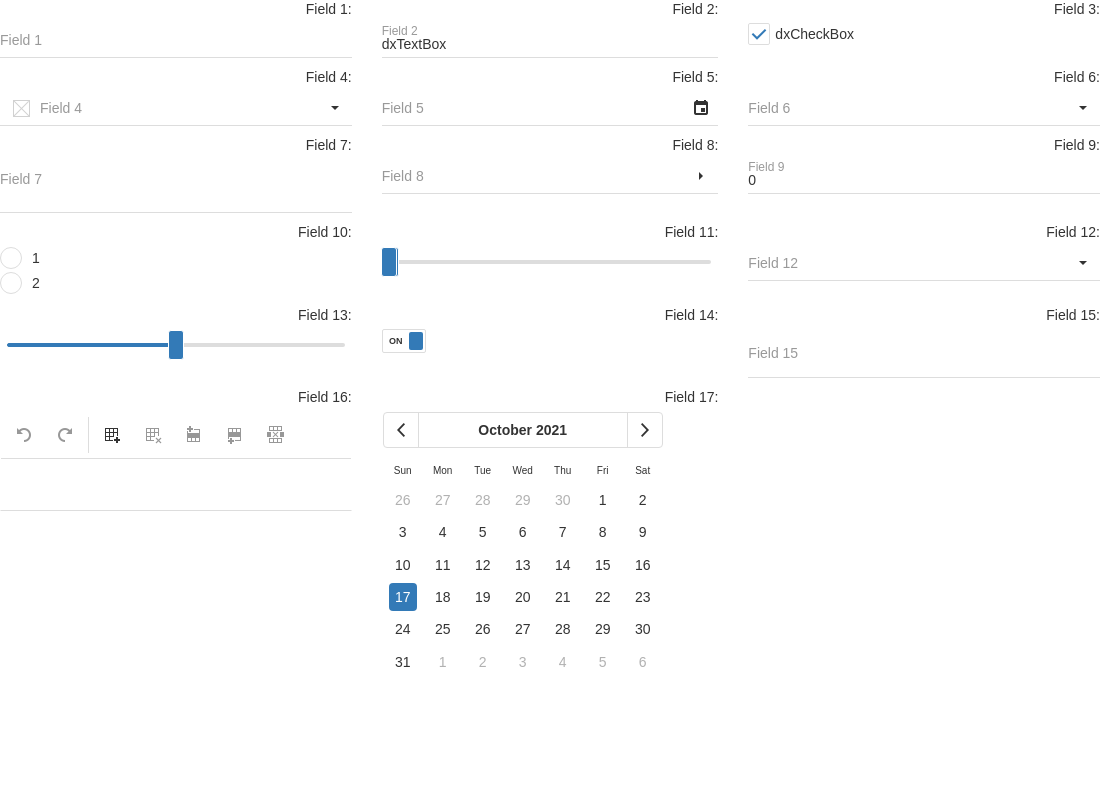 Field 1:
Field 1
Field 2:
Field 2
dxTextBox
Field 3:
dxCheckBox
Field 4:
Field 4
Field 5:
Field 5
Field 6:
Field 6
Field 7:
Field 7
Field 8:
Field 8
Field 9:
Field 9
0
Field 10:
1
2
Field 11:
Field 12:
Field 12
Field 13:
Field 14:
ON
Field 15:
Field 15
Field 16:
Field 17:
October 2021
Sun Mon Tue Wed Thu Fri Sat
26 27 28 29 30 1 2
3 4 5 6 7 8 9
10 11 12 13 14 15 16
17 18 19 20 21 22 23
24 25 26 27 28 29 30
31 1 2 3 4 5 6